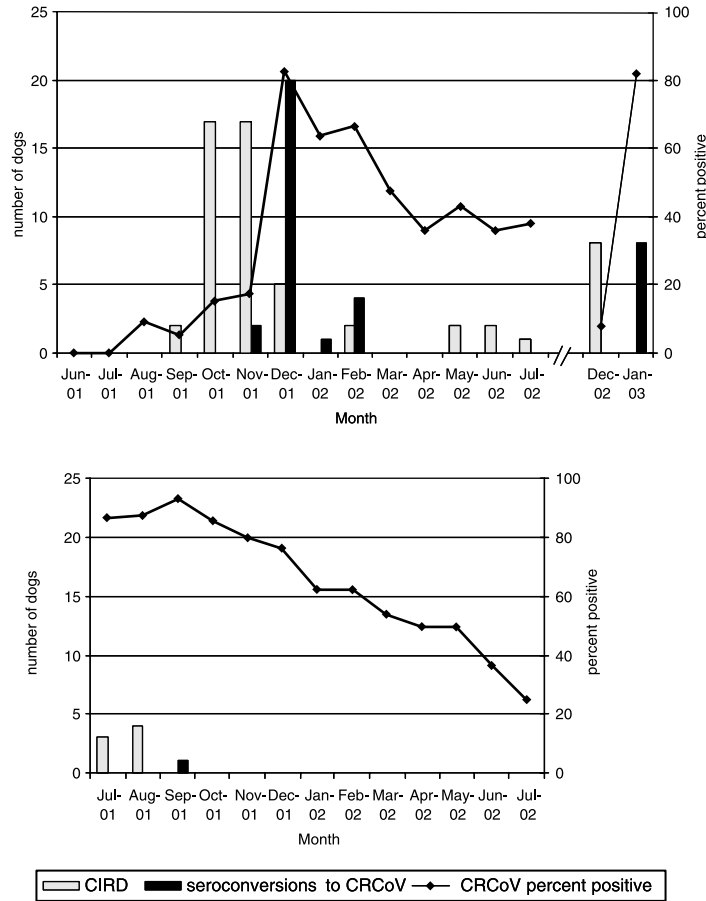 25
20
15
10
5
0
number of dogs
100
80
60
40
20
0
percent positive
Jun- Jul- Aug- Sep- Oct- Nov- Dec- Jan- Feb- Mar- Apr- May- Jun- Jul- Dec- Jan-
01 01 01 01 01 01 01 02 02 02 02 02 02 02 02 03
Month
25
20
15
10
5
0
number of dogs
100
80
60
40
20
0
percent positive
Jul- Aug- Sep- Oct- Nov- Dec- Jan- Feb- Mar- Apr- May- Jun- Jul-
01 01 01 01 01 01 02 02 02 02 02 02 02
Month
CIRD seroconversions to CRCoV CRCoV percent positive